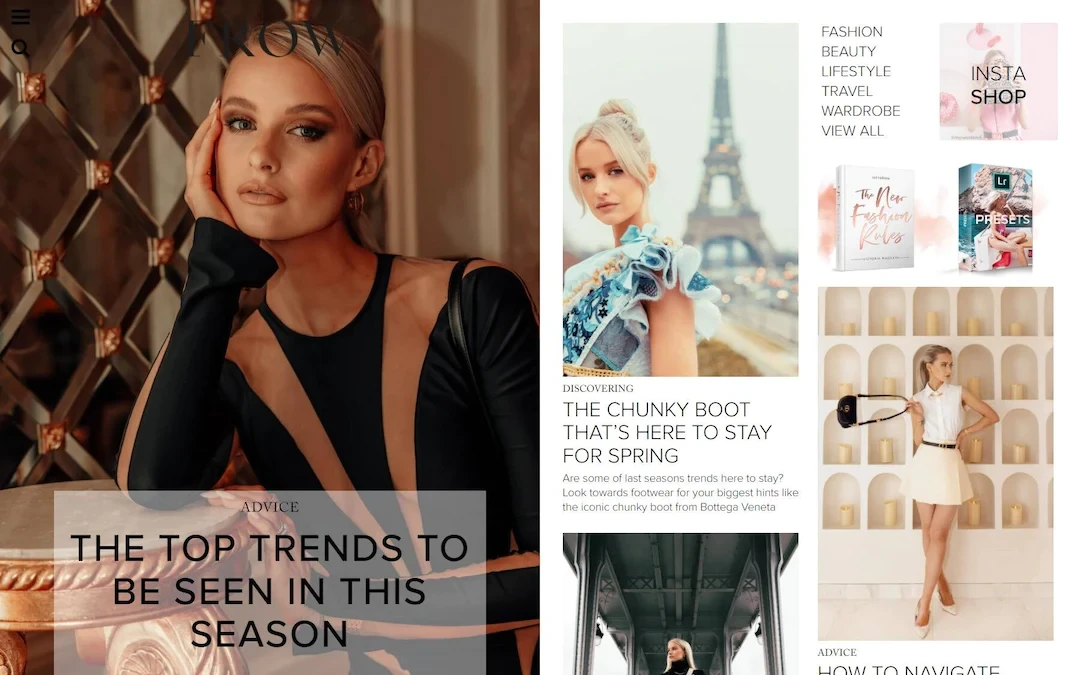 FROW
ADVICE
THE TOP TRENDS TO
BE SEEN IN THIS
SEASON
DISCOVERING
THE CHUNKY BOOT
THAT’S HERE TO STAY
FOR SPRING
Are some of last seasons trends here to stay?
Look towards footwear for your biggest hints like
the iconic chunky boot from Bottega Veneta
FASHION
BEAUTY
LIFESTYLE
TRAVEL
WARDROBE
VIEW ALL
INSTA
SHOP
The New
Fashion
Rules
Lr
PRESETS
ADVICE
HOW TO NAVIGATE